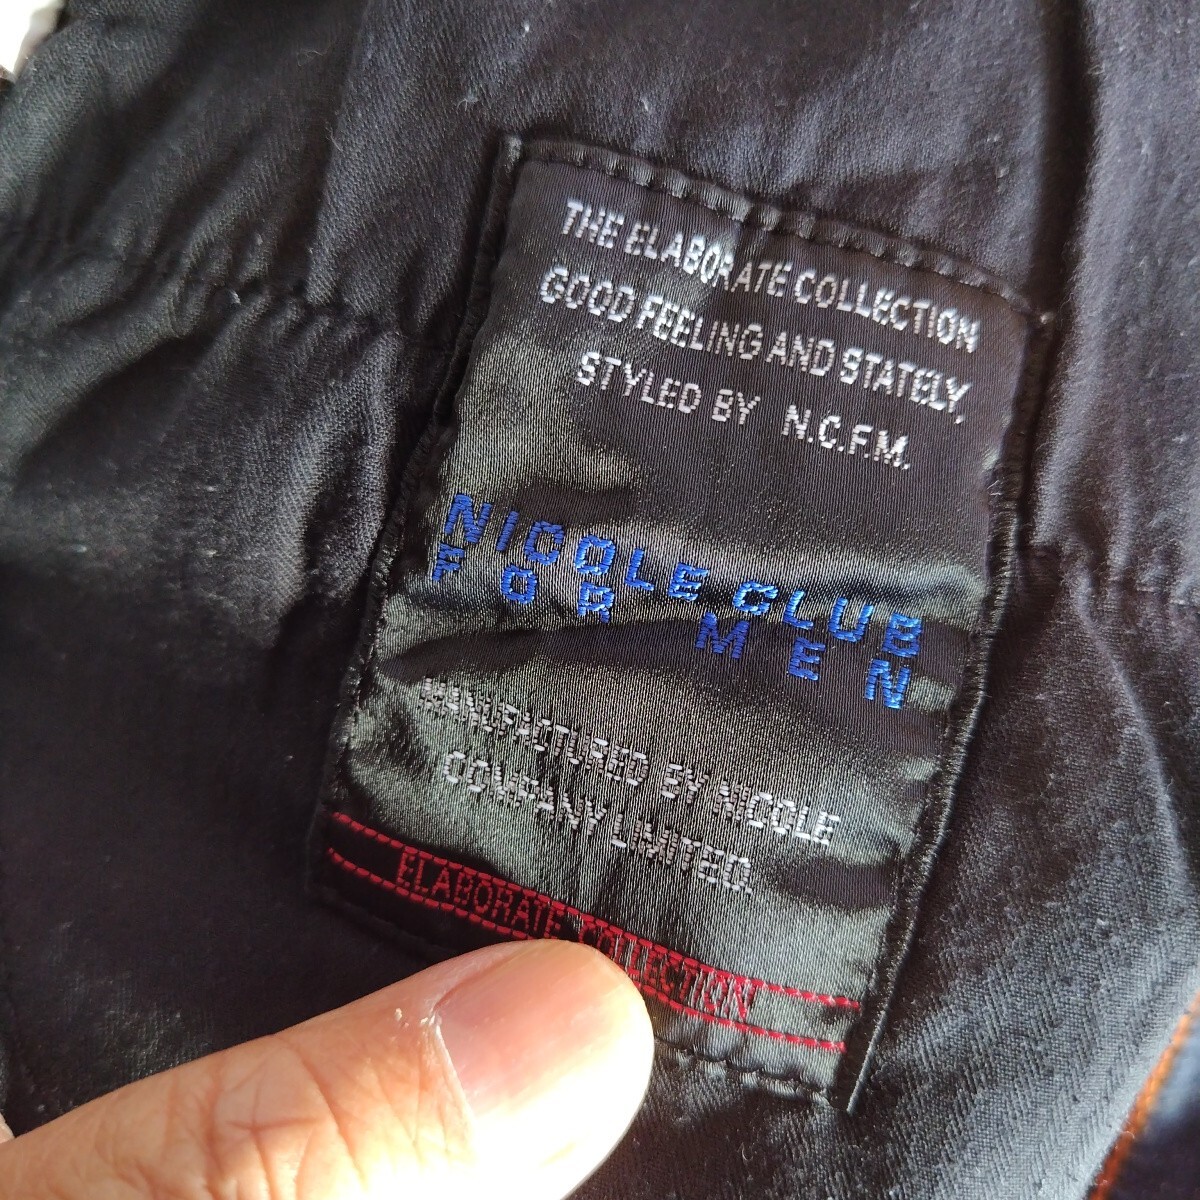 THE ELABORATE COLLECTION
GOOD FEELING AND STATELY,
STYLED BY N.C.F.M.
NICOLE CLUB
FOR MEN
MANUFACTURED BY NICOLE
COMPANY LIMITED.
ELABORATE COLLECTION